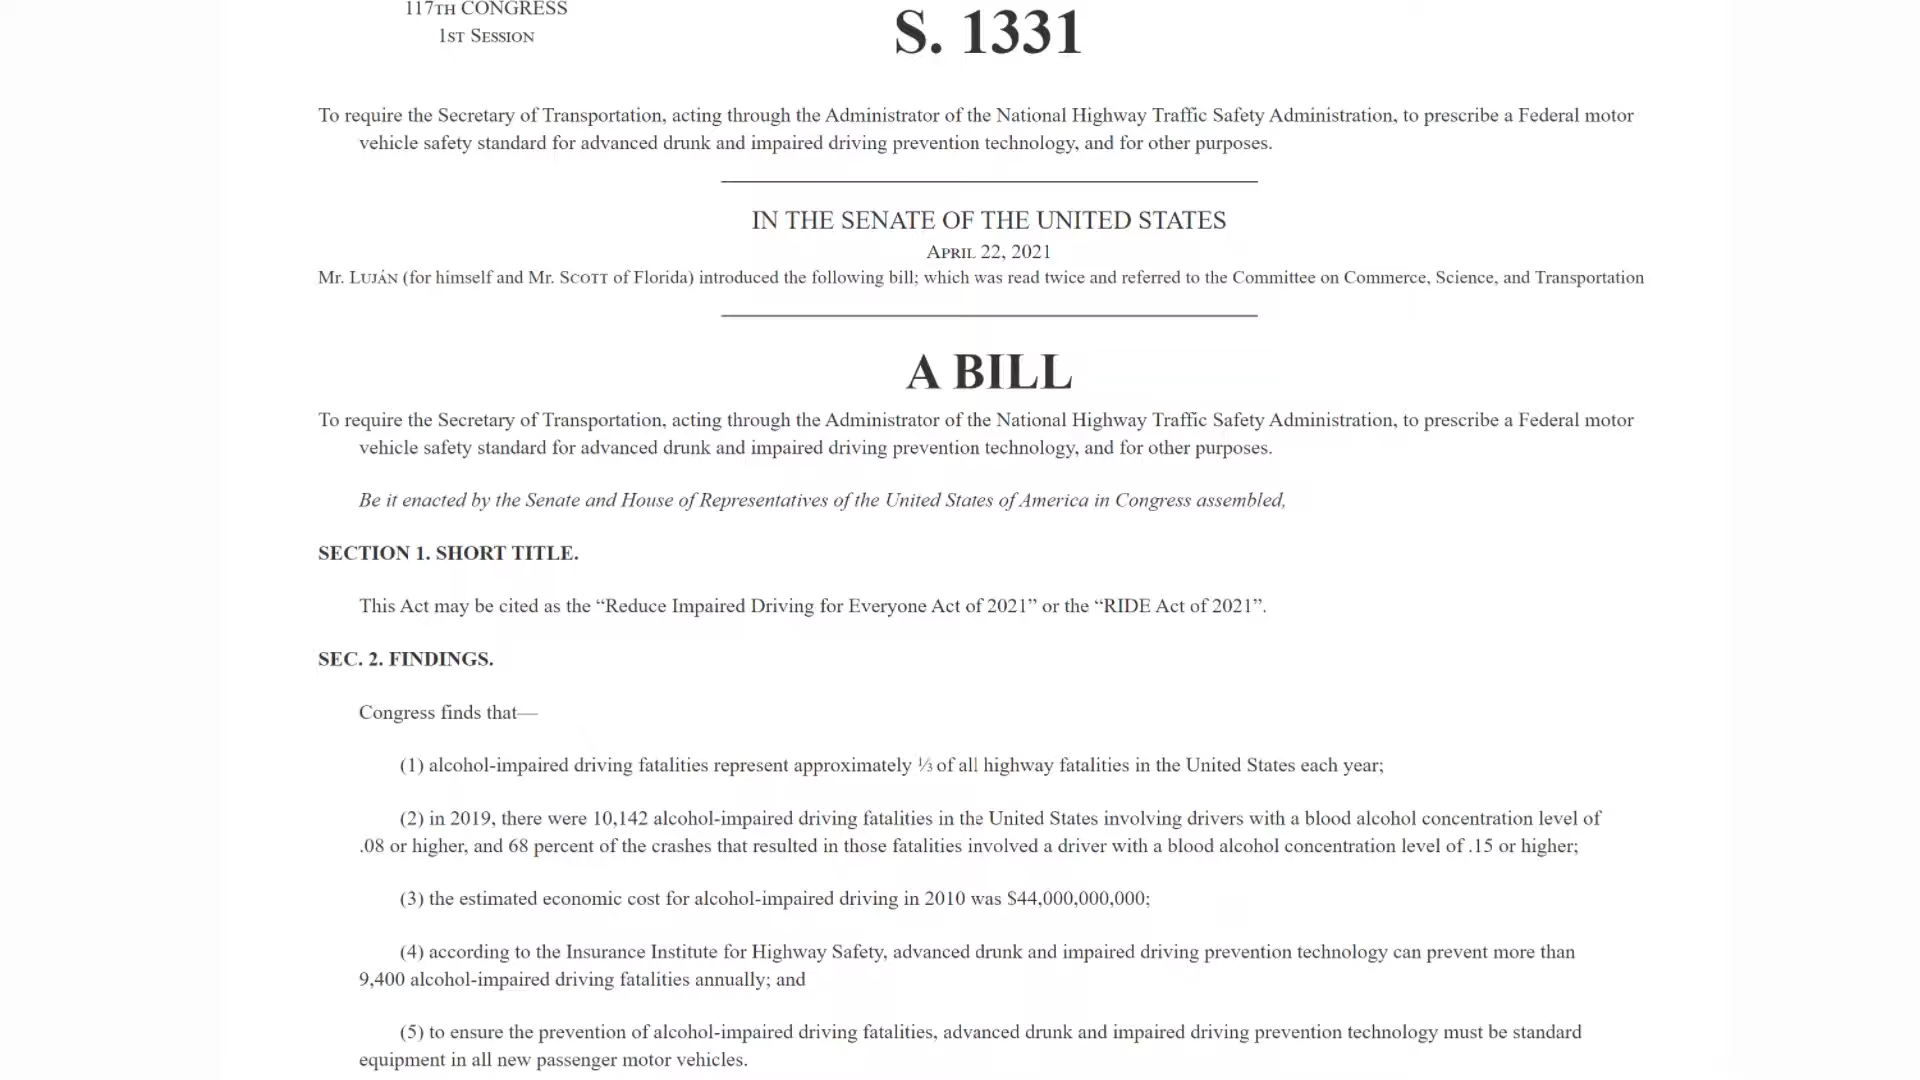 117TH CONGRESS
1ST SESSION
S. 1331
To require the Secretary of Transportation, acting through the Administrator of the National Highway Traffic Safety Administration, to prescribe a Federal motor
vehicle safety standard for advanced drunk and impaired driving prevention technology, and for other purposes.
IN THE SENATE OF THE UNITED STATES
APRIL 22, 2021
Mr. LUJÁN (for himself and Mr. SCOTT of Florida) introduced the following bill; which was read twice and referred to the Committee on Commerce, Science, and Transportation
A BILL
To require the Secretary of Transportation, acting through the Administrator of the National Highway Traffic Safety Administration, to prescribe a Federal motor
vehicle safety standard for advanced drunk and impaired driving prevention technology, and for other purposes.
Be it enacted by the Senate and House of Representatives of the United States of America in Congress assembled,
SECTION 1. SHORT TITLE.
This Act may be cited as the “Reduce Impaired Driving for Everyone Act of 2021” or the “RIDE Act of 2021”.
SEC. 2. FINDINGS.
Congress finds that—
(1) alcohol-impaired driving fatalities represent approximately ⅓ of all highway fatalities in the United States each year;
(2) in 2019, there were 10,142 alcohol-impaired driving fatalities in the United States involving drivers with a blood alcohol concentration level of
.08 or higher, and 68 percent of the crashes that resulted in those fatalities involved a driver with a blood alcohol concentration level of .15 or higher;
(3) the estimated economic cost for alcohol-impaired driving in 2010 was $44,000,000,000;
(4) according to the Insurance Institute for Highway Safety, advanced drunk and impaired driving prevention technology can prevent more than
9,400 alcohol-impaired driving fatalities annually; and
(5) to ensure the prevention of alcohol-impaired driving fatalities, advanced drunk and impaired driving prevention technology must be standard
equipment in all new passenger motor vehicles.